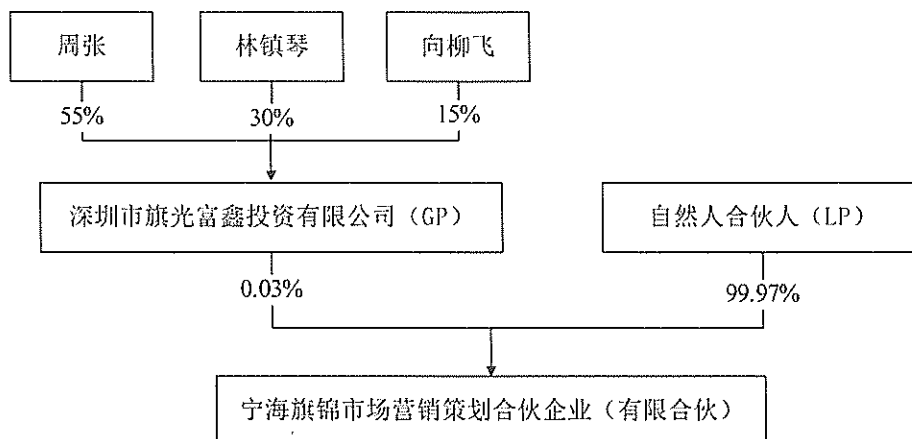 周张
林镇琴
向柳飞
55%
30%
15%
深圳市旗光富鑫投资有限公司（GP）
自然人合伙人（LP）
0.03%
99.97%
宁海旗锦市场营销策划合伙企业（有限合伙）